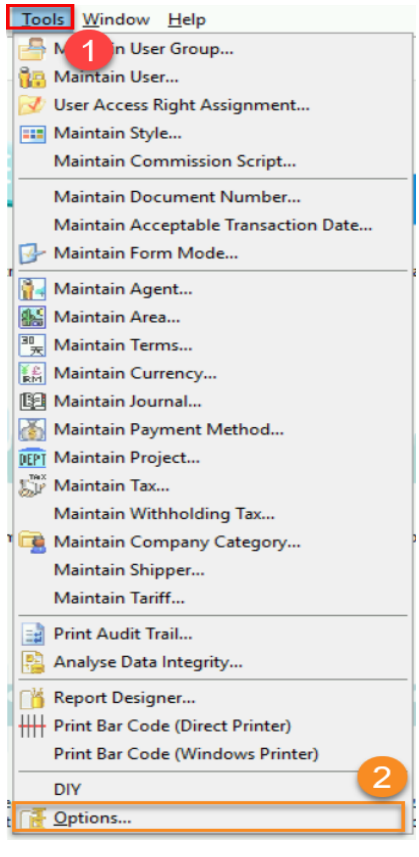 Tools Window Help
1
Maintain User Group...
Maintain User...
User Access Right Assignment...
Maintain Style...
Maintain Commission Script...
Maintain Document Number...
Maintain Acceptable Transaction Date...
Maintain Form Mode...
Maintain Agent...
Maintain Area...
Maintain Terms...
Maintain Currency...
Maintain Journal...
Maintain Payment Method...
DEPT Maintain Project...
TAX Maintain Tax...
Maintain Withholding Tax...
Maintain Company Category...
Maintain Shipper...
Maintain Tariff...
Print Audit Trail...
Analyse Data Integrity...
Report Designer...
Print Bar Code (Direct Printer)
Print Bar Code (Windows Printer)
2
DIY
Options...